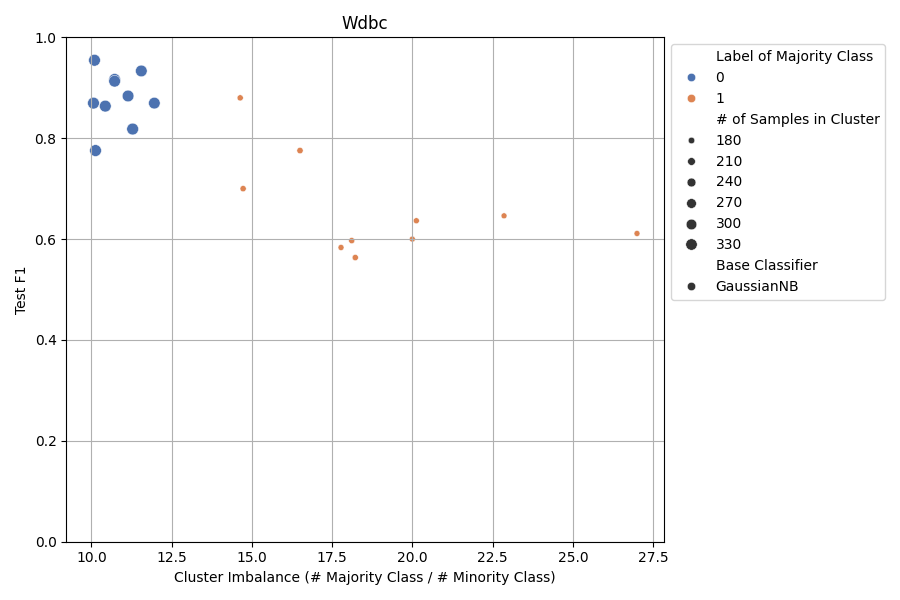 Wdbc
1.0
0.8
0.6
0.4
0.2
0.0
Test F1
10.0 12.5 15.0 17.5 20.0 22.5 25.0 27.5
Cluster Imbalance (# Majority Class / # Minority Class)
Label of Majority Class
0
1
# of Samples in Cluster
180
210
240
270
300
330
Base Classifier
GaussianNB